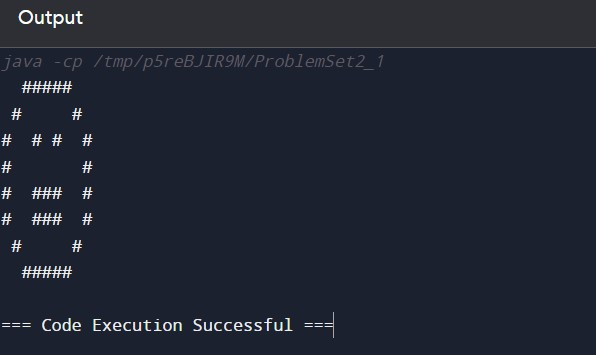 Output
java -cp /tmp/p5reBJIR9M/ProblemSet2_1
  #####
 #     #
#  # #  #
#       #
#  ###  #
#  ###  #
 #     #
  #####
=== Code Execution Successful ===